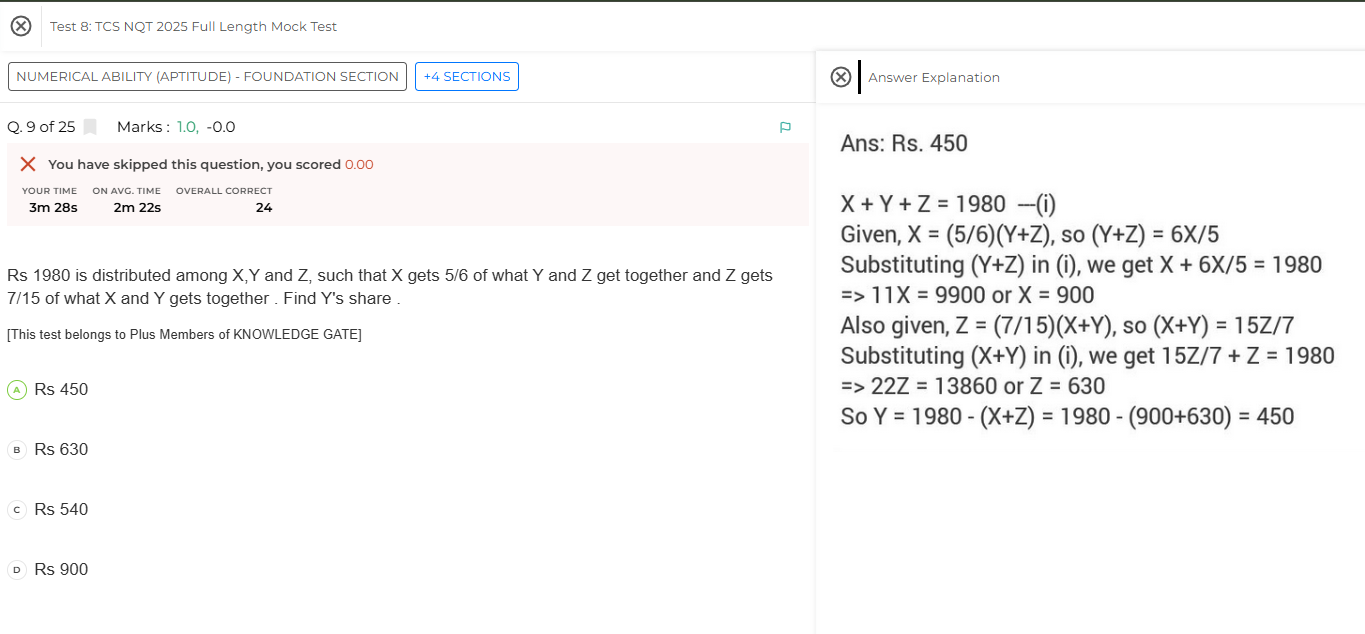 Test 8: TCS NQT 2025 Full Length Mock Test
NUMERICAL ABILITY (APTITUDE) - FOUNDATION SECTION
+4 SECTIONS
Q. 9 of 25 Marks : 1.0, -0.0
You have skipped this question, you scored 0.00
YOUR TIME ON AVG. TIME OVERALL CORRECT
3m 28s 2m 22s 24
Rs 1980 is distributed among X,Y and Z, such that X gets 5/6 of what Y and Z get together and Z gets
7/15 of what X and Y gets together . Find Y's share .
[This test belongs to Plus Members of KNOWLEDGE GATE]
A Rs 450
B Rs 630
C Rs 540
D Rs 900
Answer Explanation
Ans: Rs. 450
X + Y + Z = 1980 ---(i)
Given, X = (5/6)(Y+Z), so (Y+Z) = 6X/5
Substituting (Y+Z) in (i), we get X + 6X/5 = 1980
=> 11X = 9900 or X = 900
Also given, Z = (7/15)(X+Y), so (X+Y) = 15Z/7
Substituting (X+Y) in (i), we get 15Z/7 + Z = 1980
=> 22Z = 13860 or Z = 630
So Y = 1980 - (X+Z) = 1980 - (900+630) = 450